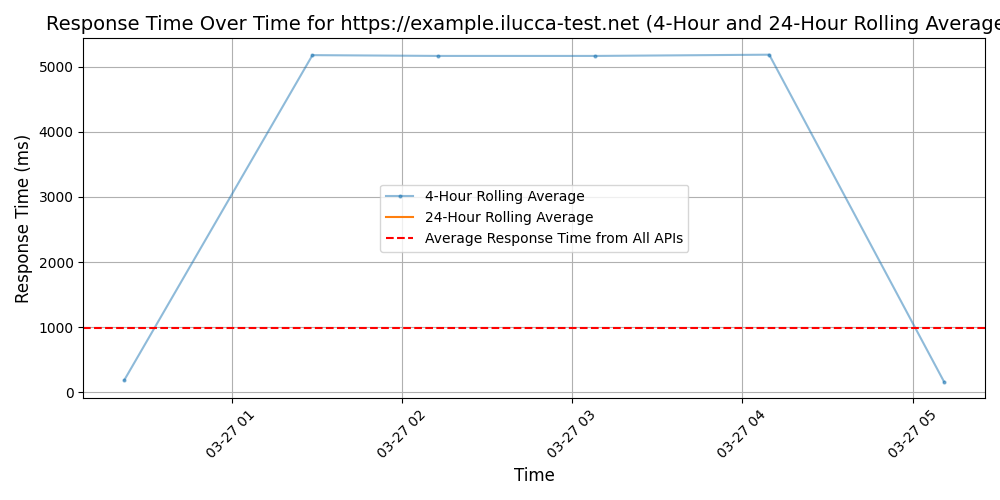 Response Time Over Time for https://example.ilucca-test.net (4-Hour and 24-Hour Rolling Average
5000
4000
3000
2000
1000
0
Response Time (ms)
4-Hour Rolling Average
24-Hour Rolling Average
Average Response Time from All APIs
03-27 01
03-27 02
03-27 03
03-27 04
03-27 05
Time